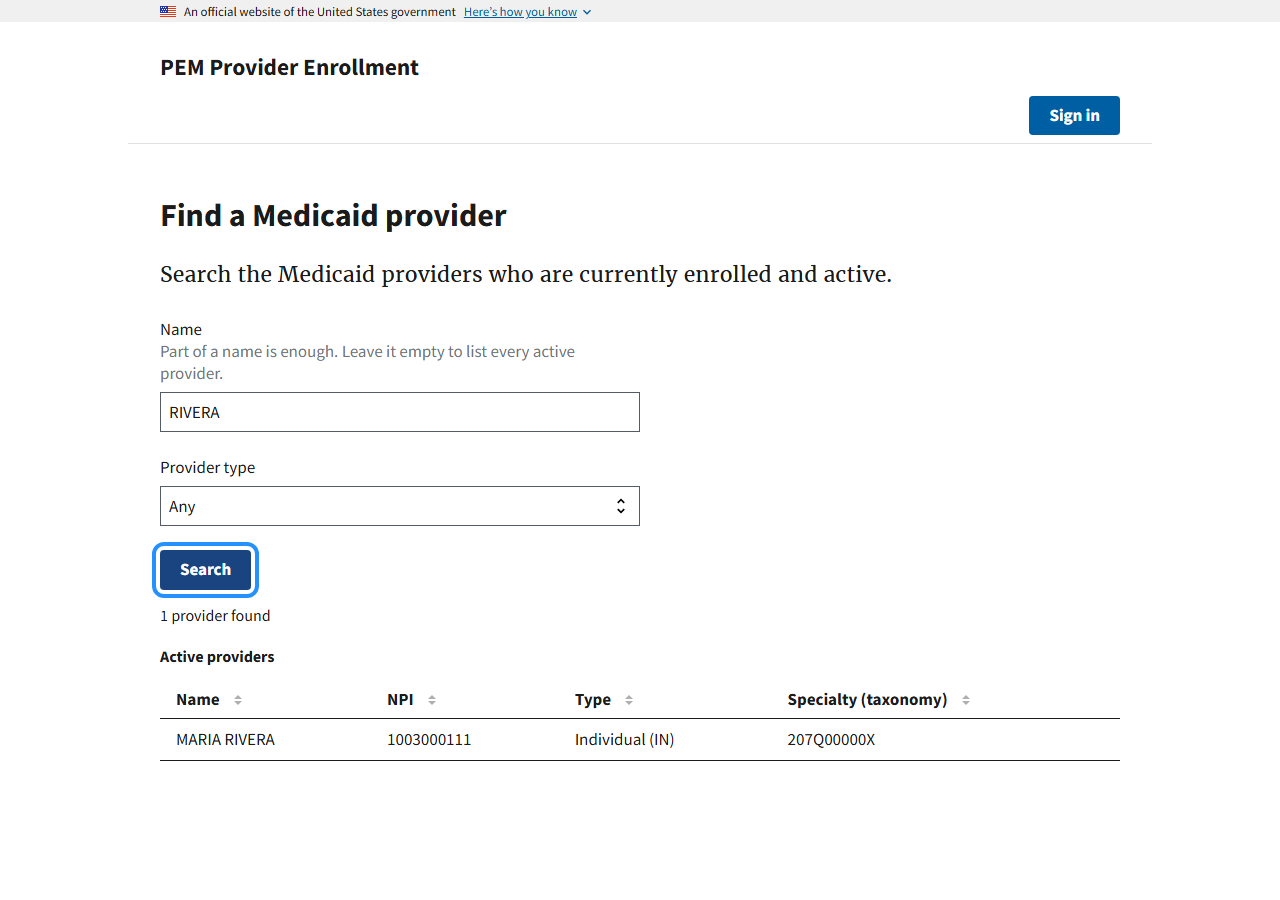 An official website of the United States government Here's how you know
PEM Provider Enrollment
Sign in
Find a Medicaid provider
Search the Medicaid providers who are currently enrolled and active.
Name
Part of a name is enough. Leave it empty to list every active
provider.
RIVERA
Provider type
Any
Search
1 provider found
Active providers
Name NPI Type Specialty (taxonomy)
MARIA RIVERA 1003000111 Individual (IN) 207Q00000X